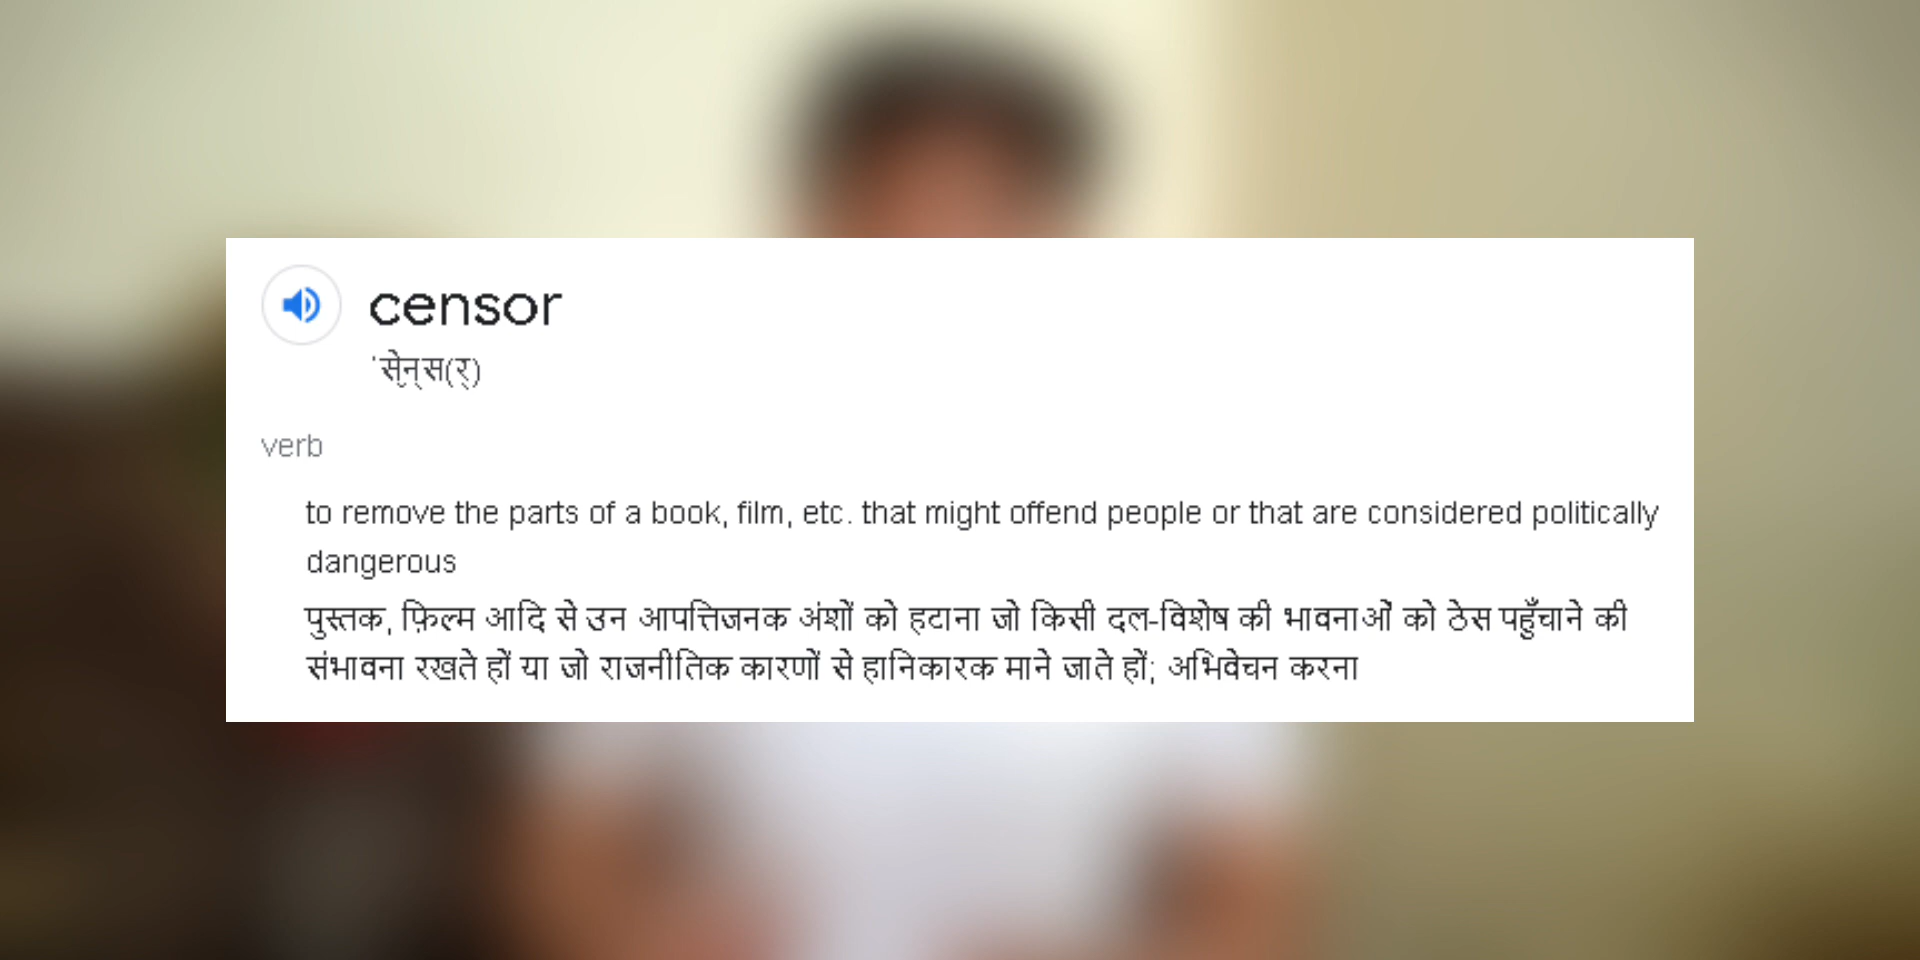 censor
ˈसे़न्स(र्)
verb
to remove the parts of a book, film, etc. that might offend people or that are considered politically
dangerous
पुस्तक, फ़िल्म आदि से उन आपत्तिजनक अंशों को हटाना जो किसी दल-विशेष की भावनाओं को ठेस पहुँचाने की
संभावना रखते हों या जो राजनीतिक कारणों से हानिकारक माने जाते हों; अभिवेचन करना